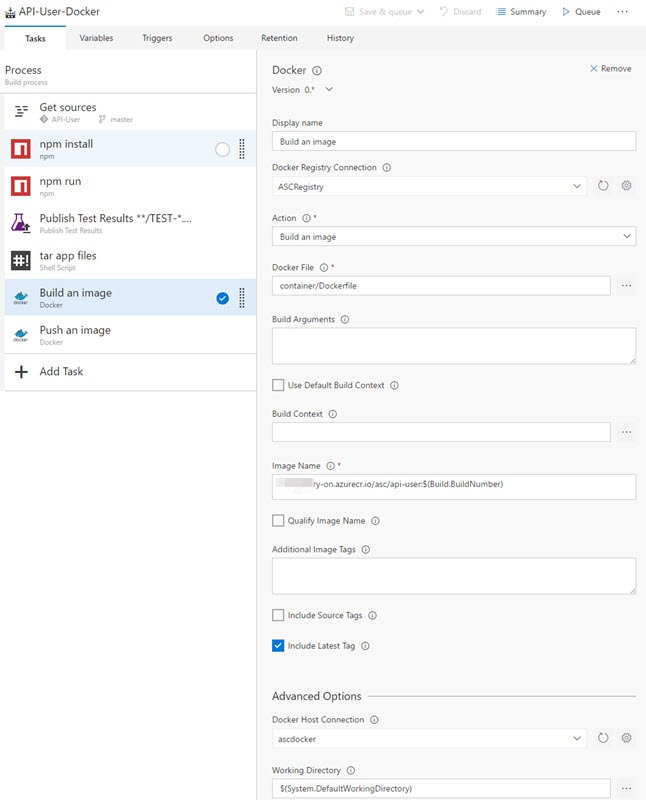 API-User-Docker
Save & queue
Discard
Summary
Queue
Tasks
Variables
Triggers
Options
Retention
History
Process
Build process
Get sources
API-User
master
npm install
npm
npm run
npm
Publish Test Results **/TEST-*....
Publish Test Results
tar app files
Shell Script
Build an image
Docker
Push an image
Docker
Add Task
Docker
Remove
Version 0.*
Display name
Build an image
Docker Registry Connection
ASCRegistry
Action *
Build an image
Docker File *
container/Dockerfile
Build Arguments
Use Default Build Context
Build Context
Image Name *
ry-on.azurecr.io/asc/api-user:$(Build.BuildNumber)
Qualify Image Name
Additional Image Tags
Include Source Tags
Include Latest Tag
Advanced Options
Docker Host Connection
ascdocker
Working Directory
$(System.DefaultWorkingDirectory)